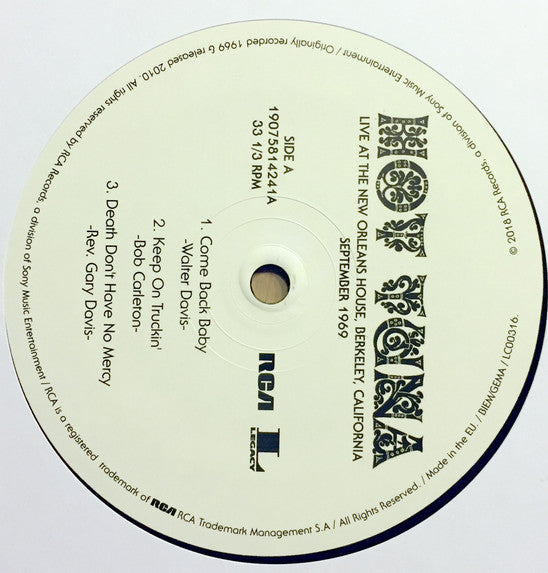 HOT TUNA
LIVE AT THE NEW ORLEANS HOUSE, BERKELEY, CALIFORNIA
SEPTEMBER 1969
SIDE A
19075814241A
33 1/3 RPM
RCA
L
LEGACY
1. Come Back Baby
-Walter Davis-
2. Keep On Truckin'
-Bob Carleton-
3. Death Don't Have No Mercy
-Rev. Gary Davis-
© 2018 RCA Records, a division of Sony Music Entertainment / Originally recorded 1969 & released 2010. All rights reserved by RCA Records, a division of Sony Music Entertainment / RCA is a registered trademark of RCA RCA Trademark Management S.A / All Rights Reserved. / Made in the EU / BIEM/GEMA / LC00316.